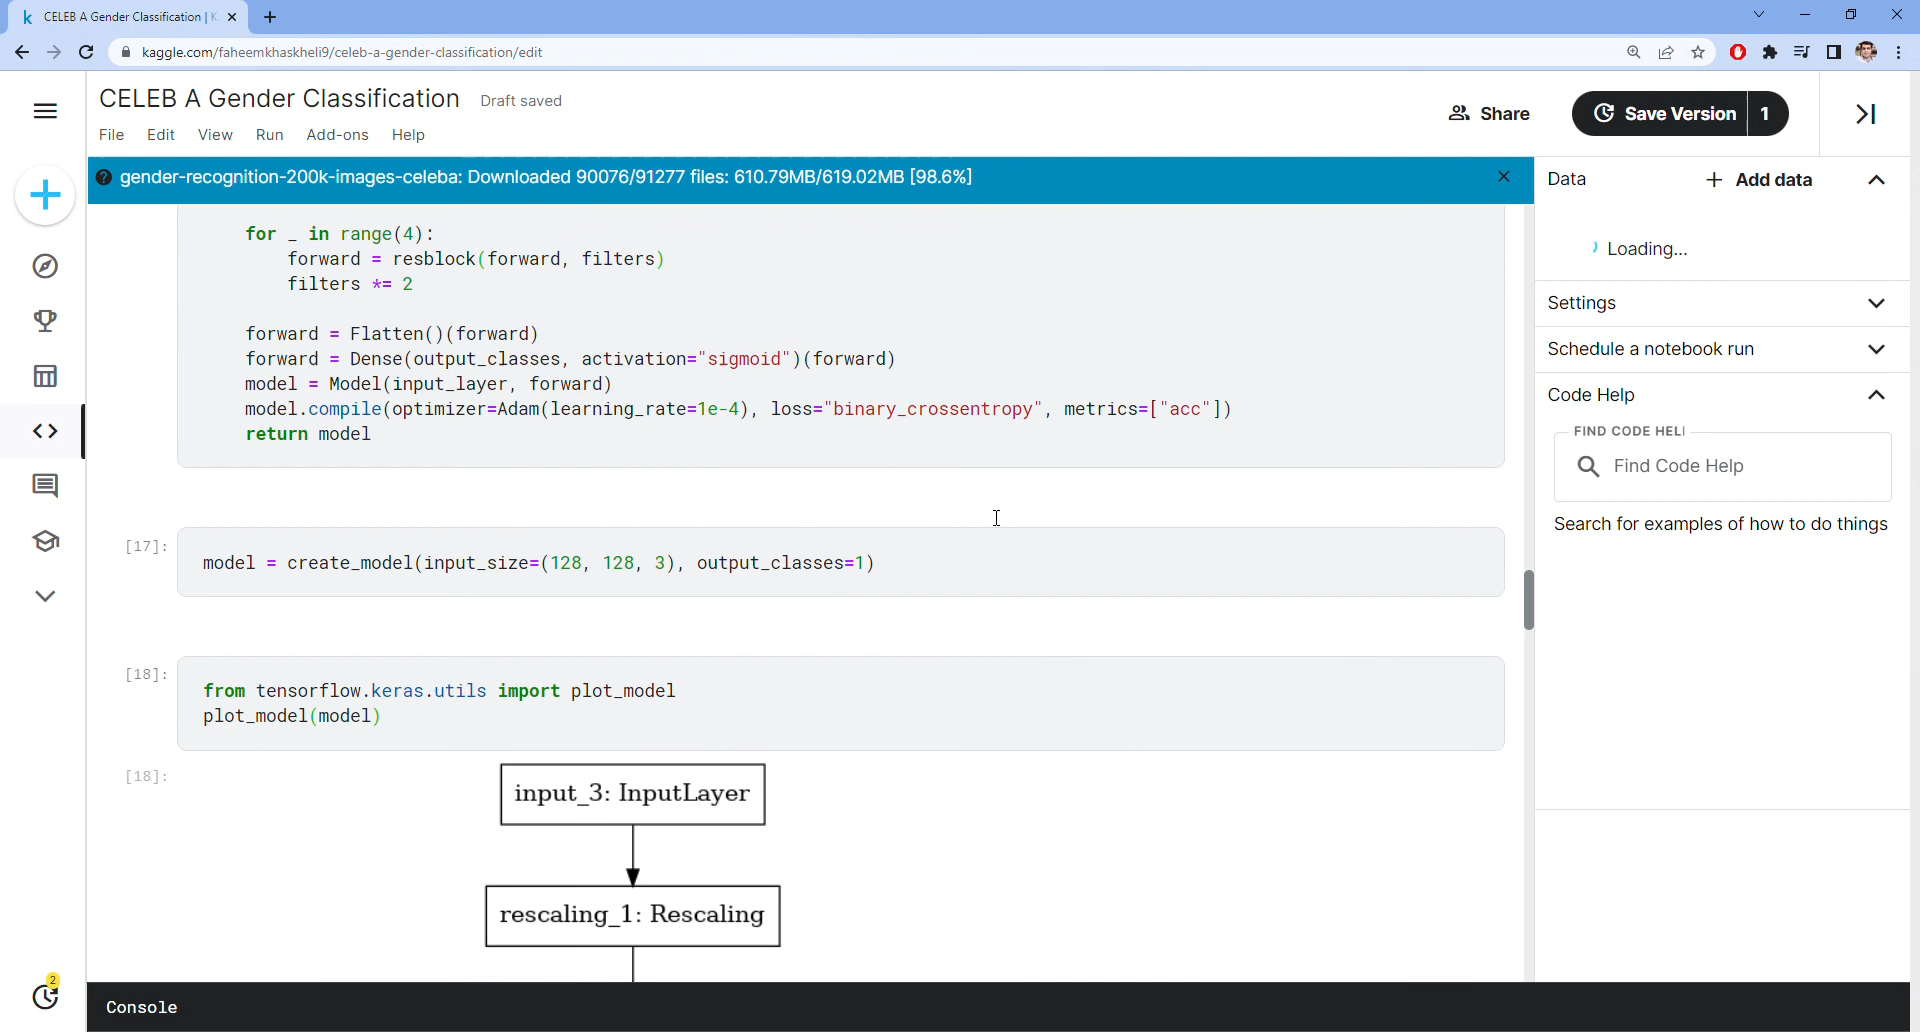 CELEB A Gender Classification | K
kaggle.com/faheemkhaskheli9/celeb-a-gender-classification/edit
CELEB A Gender Classification Draft saved
File Edit View Run Add-ons Help
Share
Save Version 1
gender-recognition-200k-images-celeba: Downloaded 90076/91277 files: 610.79MB/619.02MB [98.6%]
for _ in range(4):
forward = resblock(forward, filters)
filters *= 2
forward = Flatten()(forward)
forward = Dense(output_classes, activation="sigmoid")(forward)
model = Model(input_layer, forward)
model.compile(optimizer=Adam(learning_rate=1e-4), loss="binary_crossentropy", metrics=["acc"])
return model
[17]:
model = create_model(input_size=(128, 128, 3), output_classes=1)
[18]:
from tensorflow.keras.utils import plot_model
plot_model(model)
[18]:
input_3: InputLayer
rescaling_1: Rescaling
Data
+ Add data
Loading...
Settings
Schedule a notebook run
Code Help
FIND CODE HELI
Find Code Help
Search for examples of how to do things
2
Console